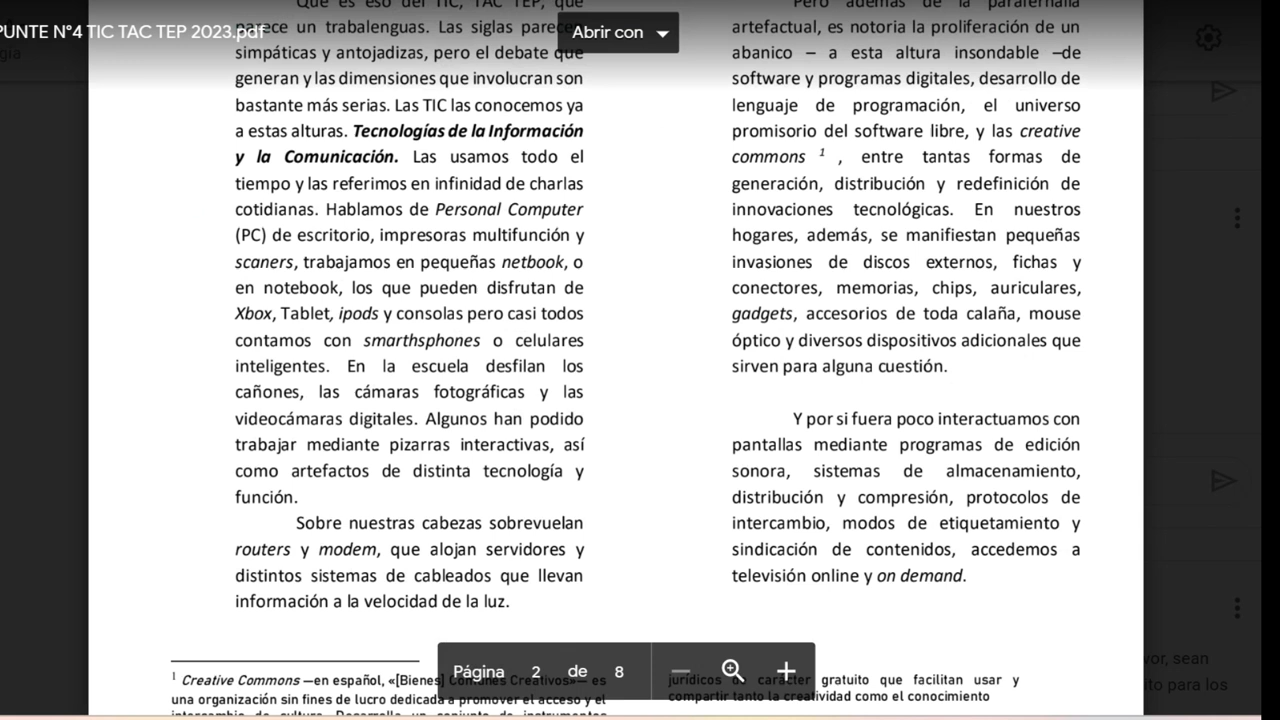 PUNTE N°4 TIC TAC TEP 2023.pdf
Abrir con
Que es eso del TIC, TAC TEP, que
parece un trabalenguas. Las siglas parecen
simpáticas y antojadizas, pero el debate que
generan y las dimensiones que involucran son
bastante más serias. Las TIC las conocemos ya
a estas alturas. Tecnologías de la Información
y la Comunicación. Las usamos todo el
tiempo y las referimos en infinidad de charlas
cotidianas. Hablamos de Personal Computer
(PC) de escritorio, impresoras multifunción y
scaners, trabajamos en pequeñas netbook, o
en notebook, los que pueden disfrutan de
Xbox, Tablet, ipods y consolas pero casi todos
contamos con smarthsphones o celulares
inteligentes. En la escuela desfilan los
cañones, las cámaras fotográficas y las
videocámaras digitales. Algunos han podido
trabajar mediante pizarras interactivas, así
como artefactos de distinta tecnología y
función.
Sobre nuestras cabezas sobrevuelan
routers y modem, que alojan servidores y
distintos sistemas de cableados que llevan
información a la velocidad de la luz.
Pero además de la parafernalia
artefactual, es notoria la proliferación de un
abanico – a esta altura insondable –de
software y programas digitales, desarrollo de
lenguaje de programación, el universo
promisorio del software libre, y las creative
commons 1 , entre tantas formas de
generación, distribución y redefinición de
innovaciones tecnológicas. En nuestros
hogares, además, se manifiestan pequeñas
invasiones de discos externos, fichas y
conectores, memorias, chips, auriculares,
gadgets, accesorios de toda calaña, mouse
óptico y diversos dispositivos adicionales que
sirven para alguna cuestión.
Y por si fuera poco interactuamos con
pantallas mediante programas de edición
sonora, sistemas de almacenamiento,
distribución y compresión, protocolos de
intercambio, modos de etiquetamiento y
sindicación de contenidos, accedemos a
televisión online y on demand.
1 Creative Commons —en español, «[Bienes] Comunes Creativos»— es
una organización sin fines de lucro dedicada a promover el acceso y el
intercambio de cultura. Desarrolla un conjunto de instrumentos
jurídicos de carácter gratuito que facilitan usar y
compartir tanto la creatividad como el conocimiento
Página 2 de 8
gía
vor, sean
ito para los